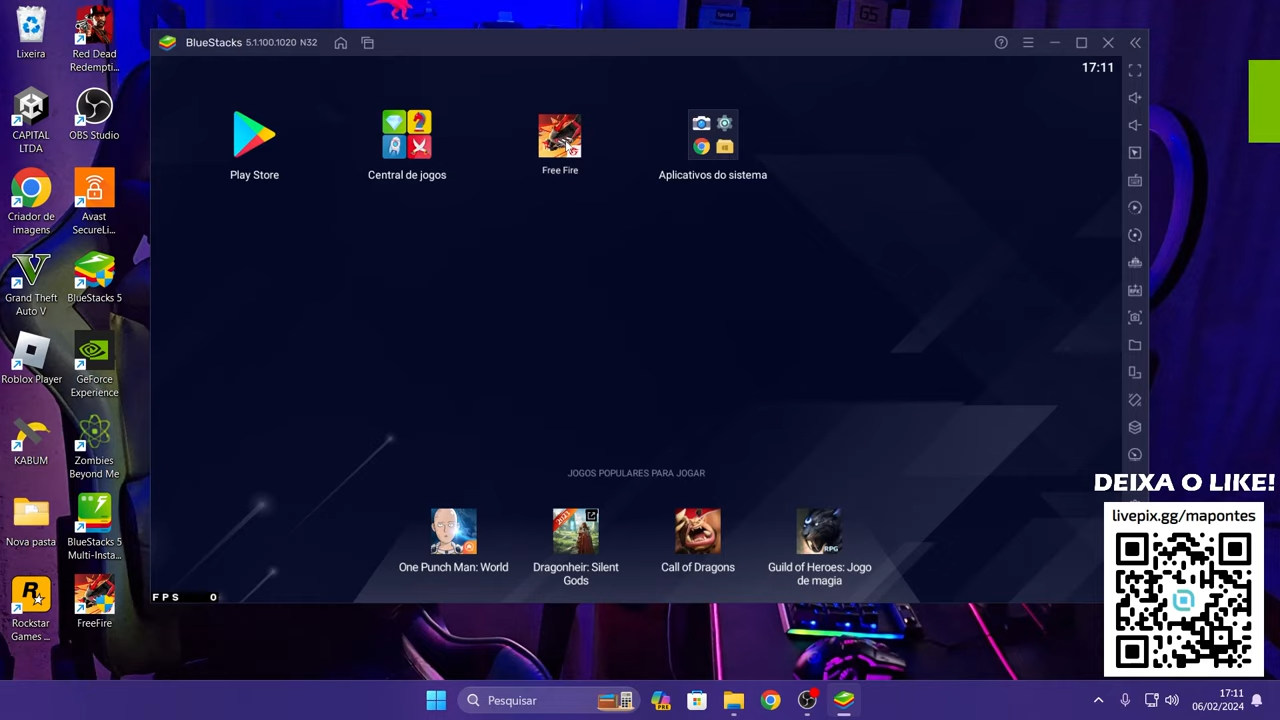 Lixeira
Red Dead
Redempti...
CAPITAL
LTDA
OBS Studio
Criador de
imagens
Avast
SecureLi...
Grand Theft
Auto V
BlueStacks 5
Roblox Player
GeForce
Experience
KABUM
Zombies
Beyond Me
Nova pasta
BlueStacks 5
Multi-Insta...
Rockstar
Games ...
FreeFire
BlueStacks 5.1.100.1020 N32
17:11
Play Store
Central de jogos
Free Fire
Aplicativos do sistema
JOGOS POPULARES PARA JOGAR
One Punch Man: World
Dragonheir: Silent
Gods
Call of Dragons
RPG
Guild of Heroes: Jogo
de magia
FPS 0
DEIXA O LIKE!
livepix.gg/mapontes
Pesquisar
PRE
17:11
06/02/2024